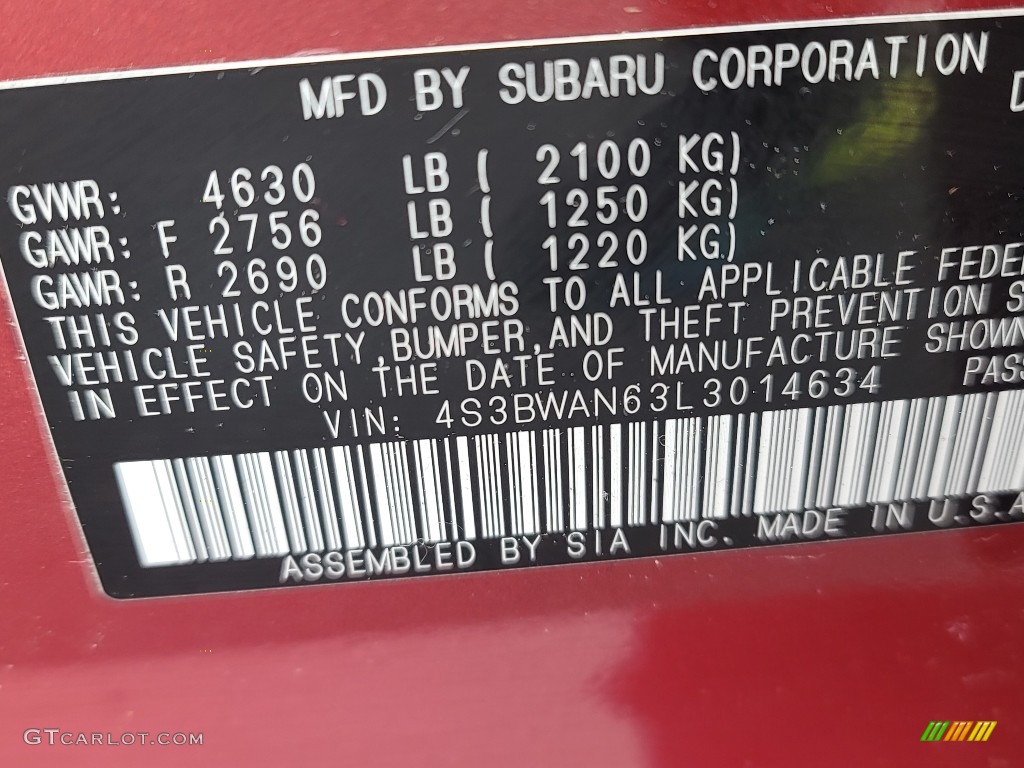 MFD BY SUBARU CORPORATION D
GVWR: 4630 LB ( 2100 KG)
GAWR: F 2756 LB ( 1250 KG)
GAWR: R 2690 LB ( 1220 KG)
THIS VEHICLE CONFORMS TO ALL APPLICABLE FEDE
VEHICLE SAFETY,BUMPER,AND THEFT PREVENTION S
IN EFFECT ON THE DATE OF MANUFACTURE SHOWN
VIN: 4S3BWAN63L3014634 PASS
ASSEMBLED BY SIA INC. MADE IN U.S.A
GTCARLOT.COM